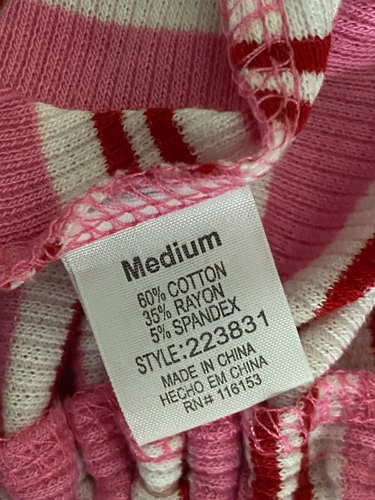 Medium
60% COTTON
35% RAYON
5% SPANDEX
STYLE:223831
MADE IN CHINA
HECHO EM CHINA
RN# 116153